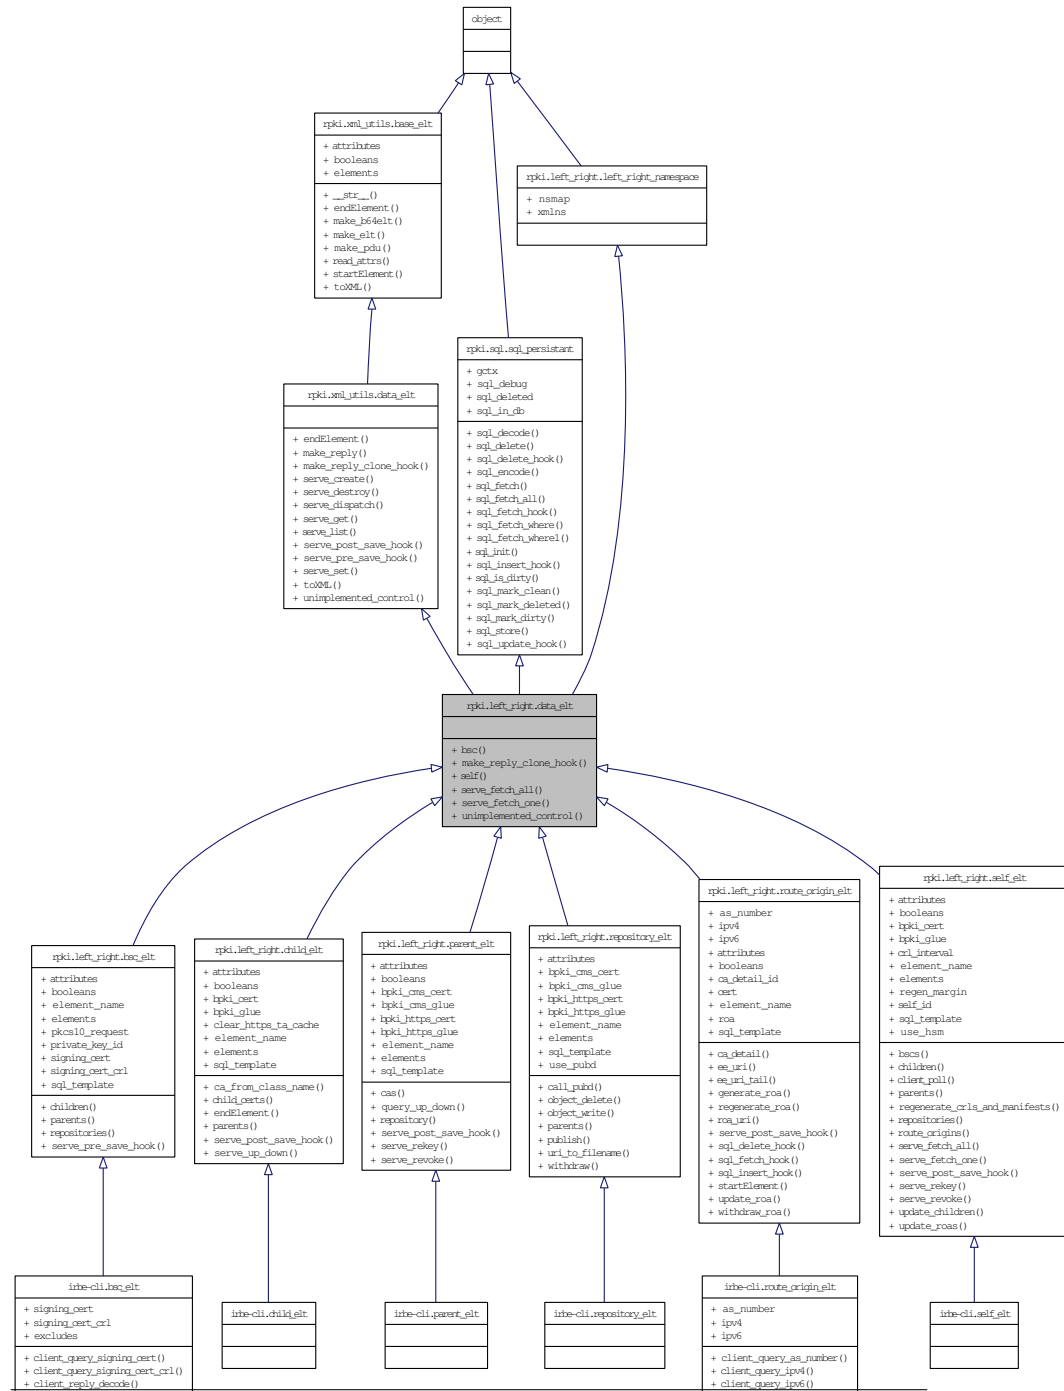 object
rpki.xml_utils.base_elt
+ attributes
+ booleans
+ elements
+ __str__()
+ endElement()
+ make_b64elt()
+ make_elt()
+ make_pdu()
+ read_attrs()
+ startElement()
+ toXML()
rpki.left_right.left_right_namespace
+ nsmap
+ xmlns
rpki.sql.sql_persistant
+ gctx
+ sql_debug
+ sql_deleted
+ sql_in_db
+ sql_decode()
+ sql_delete()
+ sql_delete_hook()
+ sql_encode()
+ sql_fetch()
+ sql_fetch_all()
+ sql_fetch_hook()
+ sql_fetch_where()
+ sql_fetch_where1()
+ sql_init()
+ sql_insert_hook()
+ sql_is_dirty()
+ sql_mark_clean()
+ sql_mark_deleted()
+ sql_mark_dirty()
+ sql_store()
+ sql_update_hook()
rpki.xml_utils.data_elt
+ endElement()
+ make_reply()
+ make_reply_clone_hook()
+ serve_create()
+ serve_destroy()
+ serve_dispatch()
+ serve_get()
+ serve_list()
+ serve_post_save_hook()
+ serve_pre_save_hook()
+ serve_set()
+ toXML()
+ unimplemented_control()
rpki.left_right.data_elt
+ bsc()
+ make_reply_clone_hook()
+ self()
+ serve_fetch_all()
+ serve_fetch_one()
+ unimplemented_control()
rpki.left_right.bsc_elt
+ attributes
+ booleans
+ element_name
+ elements
+ pkcs10_request
+ private_key_id
+ signing_cert
+ signing_cert_crl
+ sql_template
+ children()
+ parents()
+ repositories()
+ serve_pre_save_hook()
rpki.left_right.child_elt
+ attributes
+ booleans
+ bpki_cert
+ bpki_glue
+ clear_https_ta_cache
+ element_name
+ elements
+ sql_template
+ ca_from_class_name()
+ child_certs()
+ endElement()
+ parents()
+ serve_post_save_hook()
+ serve_up_down()
rpki.left_right.parent_elt
+ attributes
+ booleans
+ bpki_cms_cert
+ bpki_cms_glue
+ bpki_https_cert
+ bpki_https_glue
+ element_name
+ elements
+ sql_template
+ cas()
+ query_up_down()
+ repository()
+ serve_post_save_hook()
+ serve_rekey()
+ serve_revoke()
rpki.left_right.repository_elt
+ attributes
+ bpki_cms_cert
+ bpki_cms_glue
+ bpki_https_cert
+ bpki_https_glue
+ element_name
+ elements
+ sql_template
+ use_pubd
+ call_pubd()
+ object_delete()
+ object_write()
+ parents()
+ publish()
+ uri_to_filename()
+ withdraw()
rpki.left_right.route_origin_elt
+ as_number
+ ipv4
+ ipv6
+ attributes
+ booleans
+ ca_detail_id
+ cert
+ element_name
+ roa
+ sql_template
+ ca_detail()
+ ee_uri()
+ ee_uri_tail()
+ generate_roa()
+ regenerate_roa()
+ roa_uri()
+ serve_post_save_hook()
+ sql_delete_hook()
+ sql_fetch_hook()
+ sql_insert_hook()
+ startElement()
+ update_roa()
+ withdraw_roa()
rpki.left_right.self_elt
+ attributes
+ booleans
+ bpki_cert
+ bpki_glue
+ crl_interval
+ element_name
+ elements
+ regen_margin
+ self_id
+ sql_template
+ use_hsm
+ bscs()
+ children()
+ client_poll()
+ parents()
+ regenerate_crls_and_manifests()
+ repositories()
+ route_origins()
+ serve_fetch_all()
+ serve_fetch_one()
+ serve_post_save_hook()
+ serve_rekey()
+ serve_revoke()
+ update_children()
+ update_roas()
irbe-cli.bsc_elt
+ signing_cert
+ signing_cert_crl
+ excludes
+ client_query_signing_cert()
+ client_query_signing_cert_crl()
+ client_reply_decode()
irbe-cli.child_elt
irbe-cli.parent_elt
irbe-cli.repository_elt
irbe-cli.route_origin_elt
+ as_number
+ ipv4
+ ipv6
+ client_query_as_number()
+ client_query_ipv4()
+ client_query_ipv6()
irbe-cli.self_elt